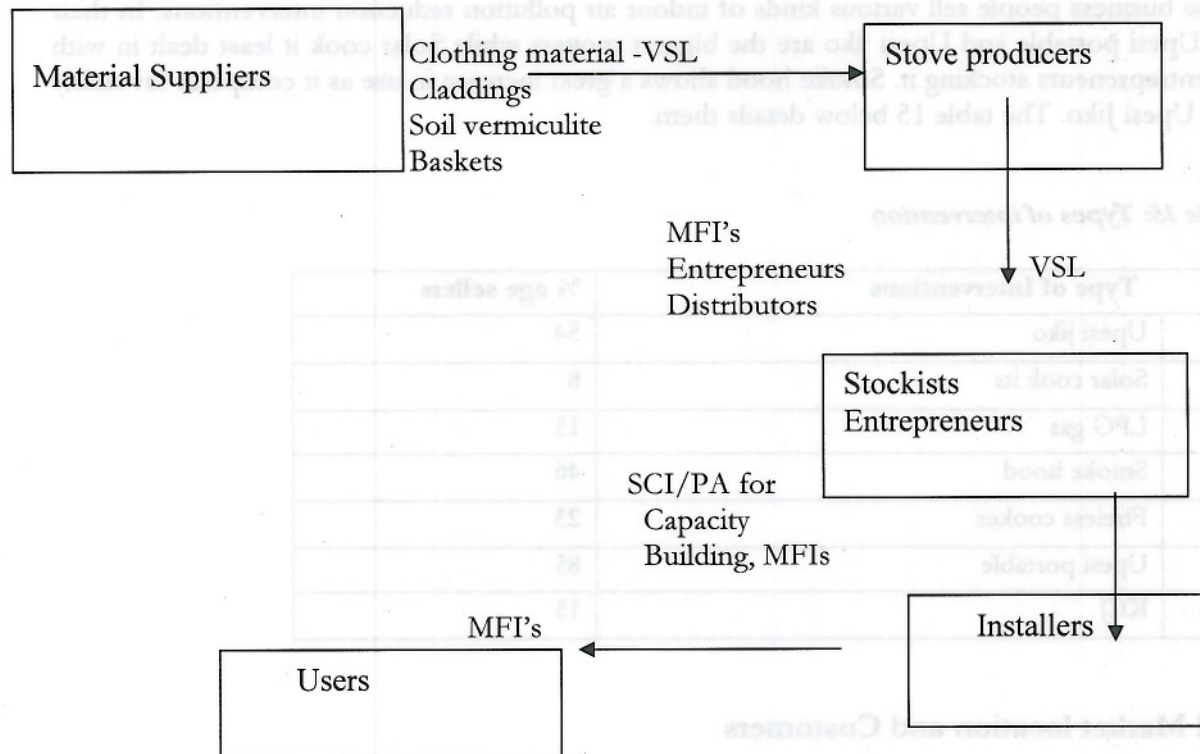 Material Suppliers
Clothing material -VSL
Claddings
Soil vermiculite
Baskets
Stove producers
MFI's
Entrepreneurs
Distributors
VSL
Stockists
Entrepreneurs
SCI/PA for
Capacity
Building, MFIs
Installers
MFI's
Users